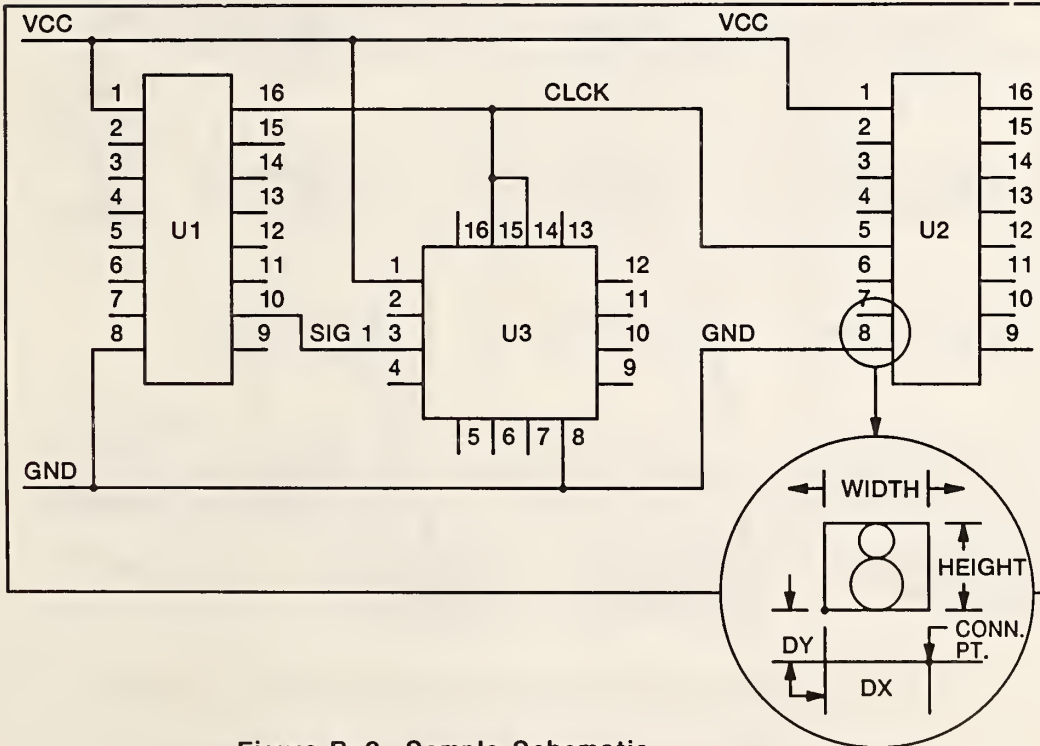 VCC VCC
1 16 CLCK 1 16
2 15 2 15
3 14 3 14
4 13 4 13
5 U1 12 16 15 14 13 5 U2 12
6 11 1 12 6 11
7 10 2 11 7 10
8 9 SIG 1 3 U3 10 GND 8 9
4 9
5 6 7 8
GND
WIDTH
HEIGHT
CONN.
DY PT.
DX